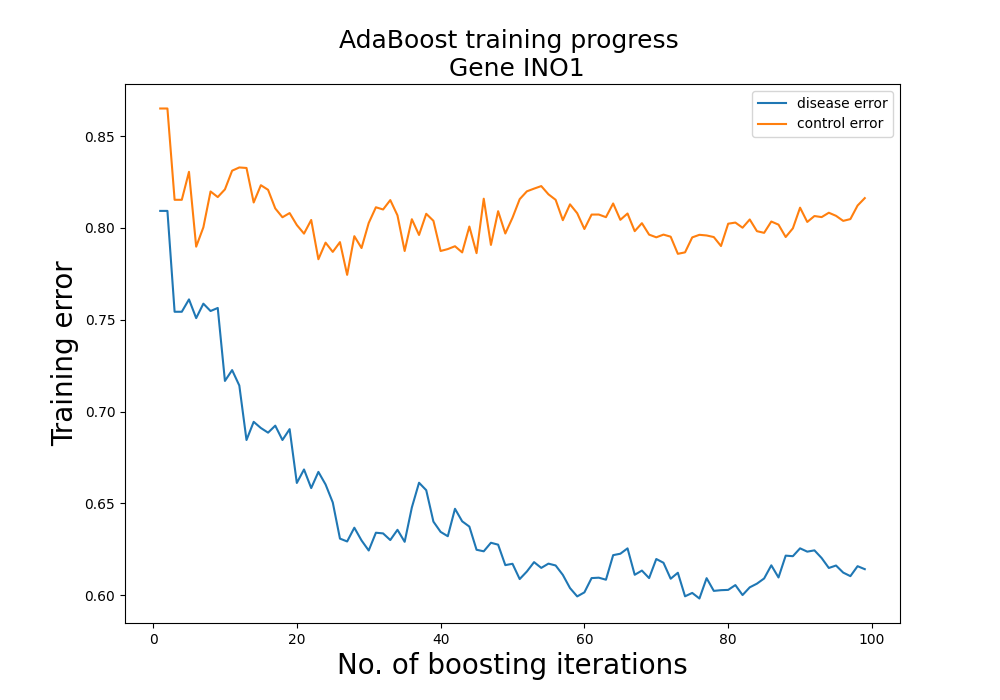 AdaBoost training progress
Gene INO1
disease error
control error
Training error
0.85
0.80
0.75
0.70
0.65
0.60
0
20
40
60
80
100
No. of boosting iterations